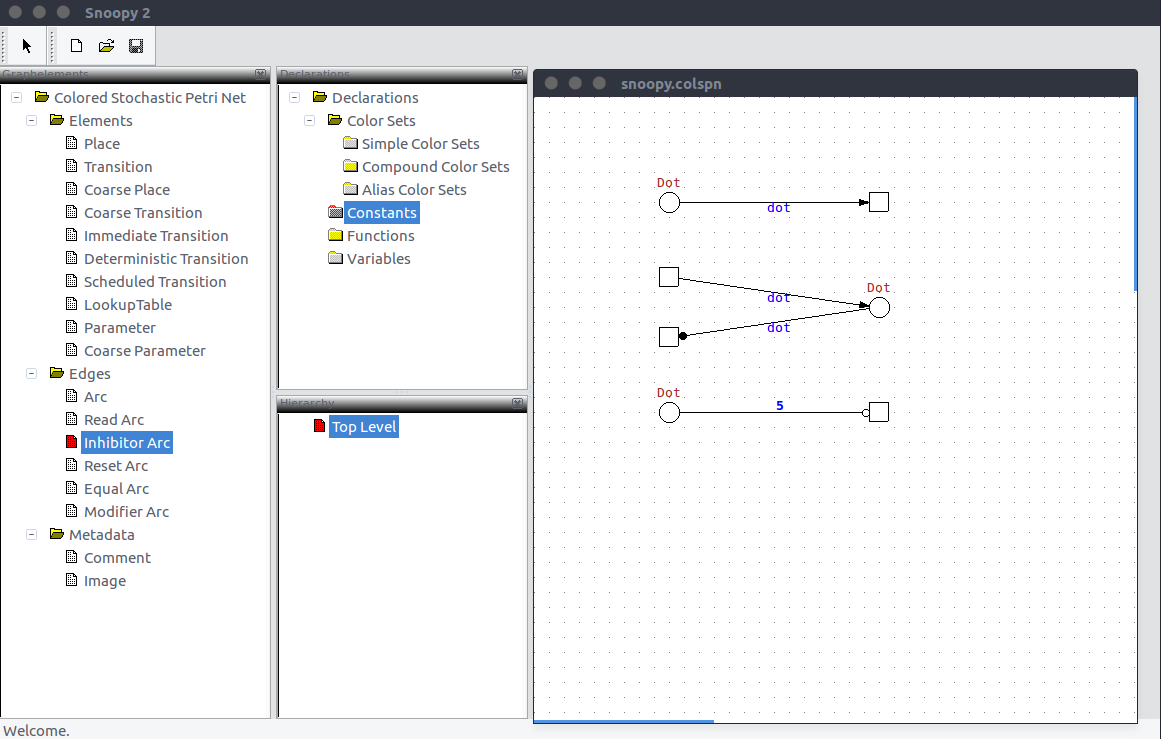 Snoopy 2
Graphelements
Colored Stochastic Petri Net
Elements
Place
Transition
Coarse Place
Coarse Transition
Immediate Transition
Deterministic Transition
Scheduled Transition
LookupTable
Parameter
Coarse Parameter
Edges
Arc
Read Arc
Inhibitor Arc
Reset Arc
Equal Arc
Modifier Arc
Metadata
Comment
Image
Declarations
Declarations
Color Sets
Simple Color Sets
Compound Color Sets
Alias Color Sets
Constants
Functions
Variables
Hierarchy
Top Level
snoopy.colspn
Dot
dot
dot
Dot
dot
Dot
5
Welcome.